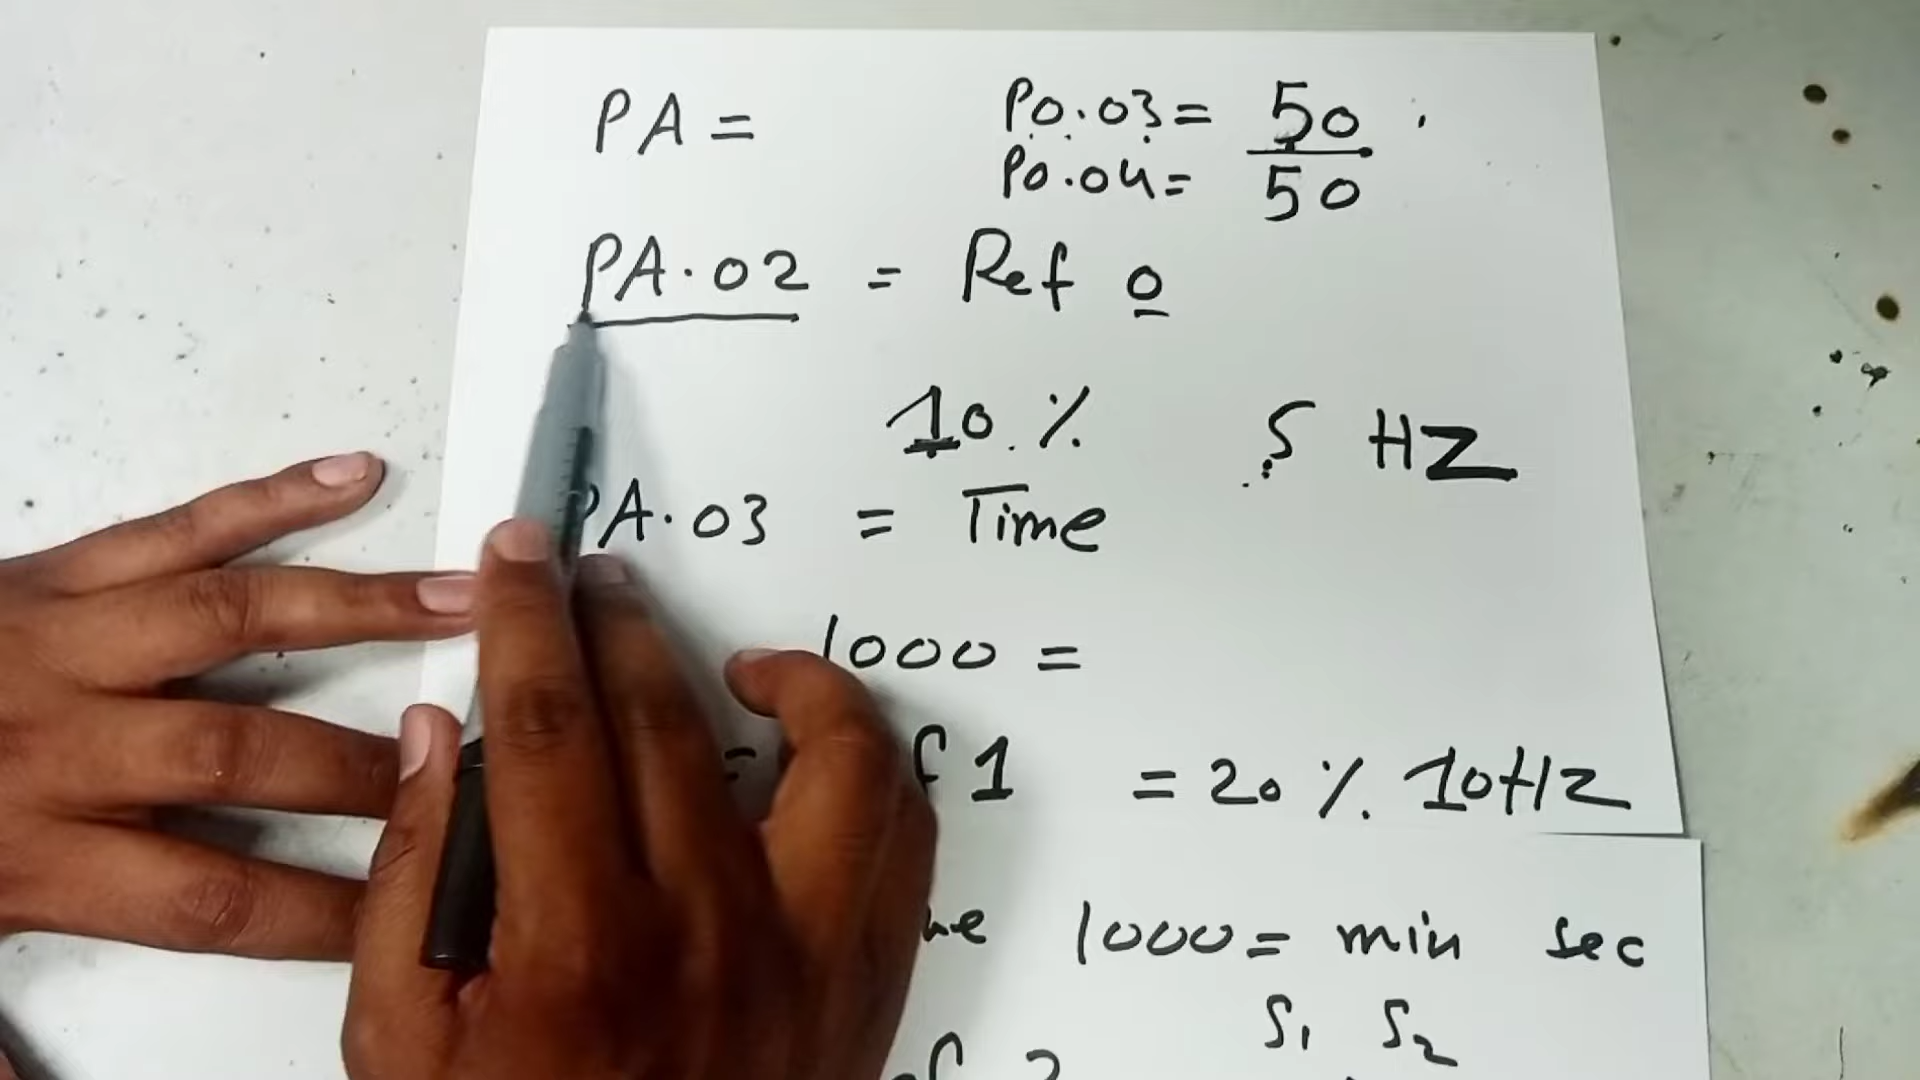 PA =
P0.03 = 50
P0.04 = 50
PA.02 = Ref 0
10.% 5 HZ
PA.03 = Time
1000 =
= f 1 = 20 % 10HZ
1000 = min sec
S1 S2